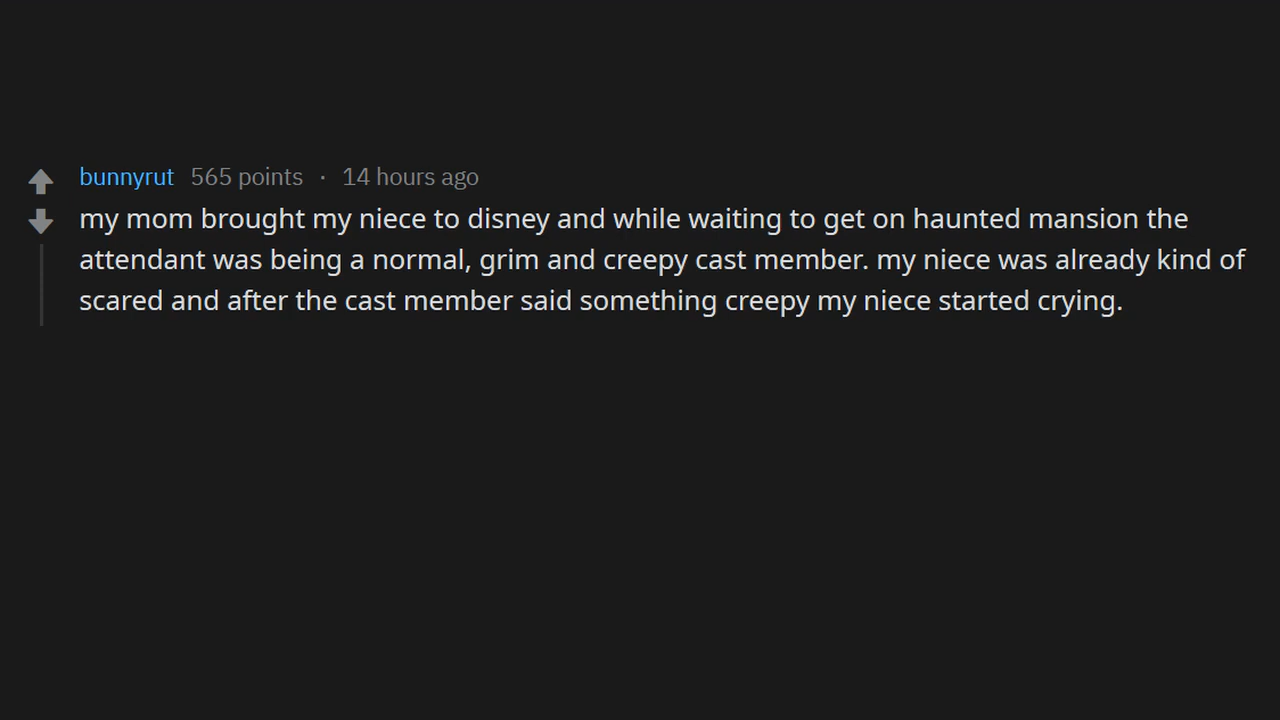 bunnyrut 565 points · 14 hours ago
my mom brought my niece to disney and while waiting to get on haunted mansion the
attendant was being a normal, grim and creepy cast member. my niece was already kind of
scared and after the cast member said something creepy my niece started crying.